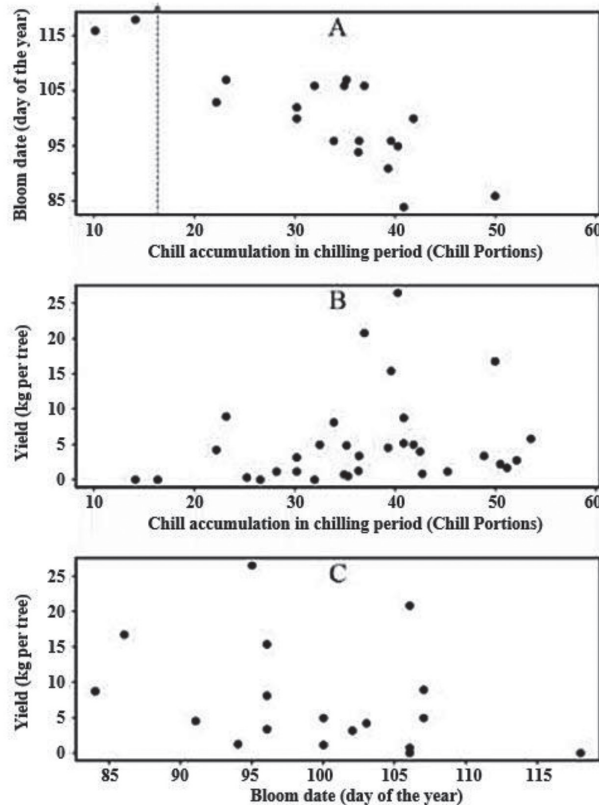 A
Bloom date (day of the year)
115
105
95
85
10 20 30 40 50 60
Chill accumulation in chilling period (Chill Portions)
B
Yield (kg per tree)
25
20
15
10
5
0
10 20 30 40 50 60
Chill accumulation in chilling period (Chill Portions)
C
Yield (kg per tree)
25
20
15
10
5
0
85 90 95 100 105 110 115
Bloom date (day of the year)